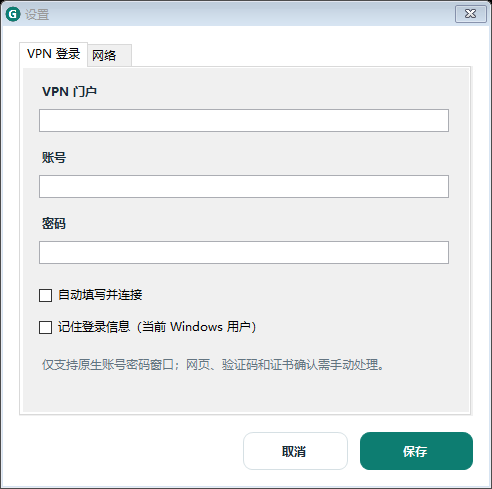 G 设置
VPN 登录 网络
VPN 门户
账号
密码
自动填写并连接
记住登录信息（当前 Windows 用户）
仅支持原生账号密码窗口；网页、验证码和证书确认需手动处理。
取消 保存